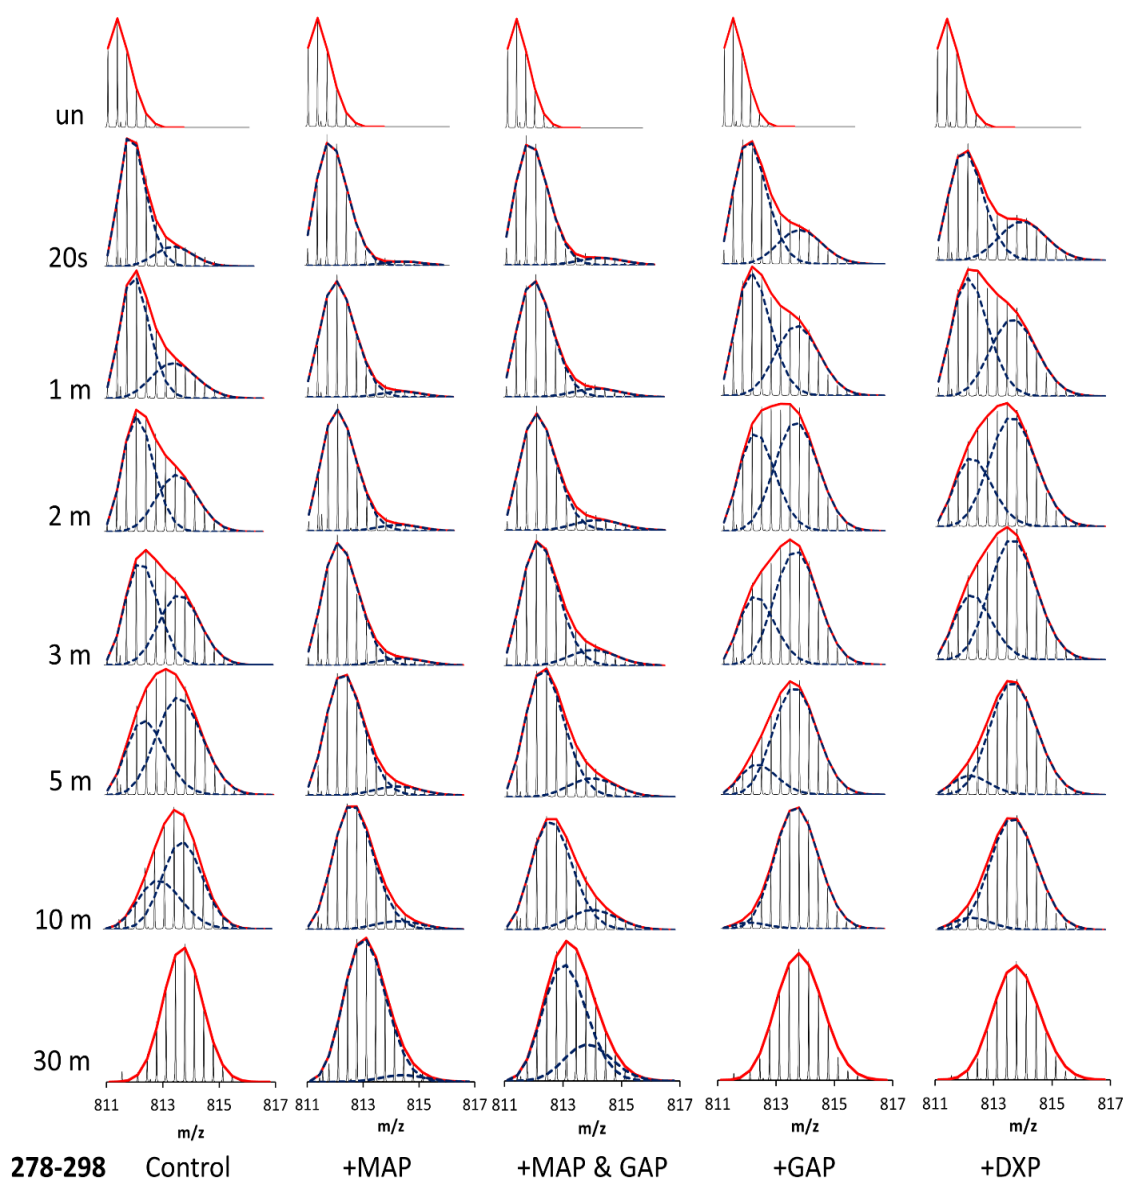 un
20s
1 m
2 m
3 m
5 m
10 m
30 m
811 813 815 817 811 813 815 817 811 813 815 817 811 813 815 817 811 813 815 817
m/z m/z m/z m/z m/z
278-298 Control +MAP +MAP & GAP +GAP +DXP